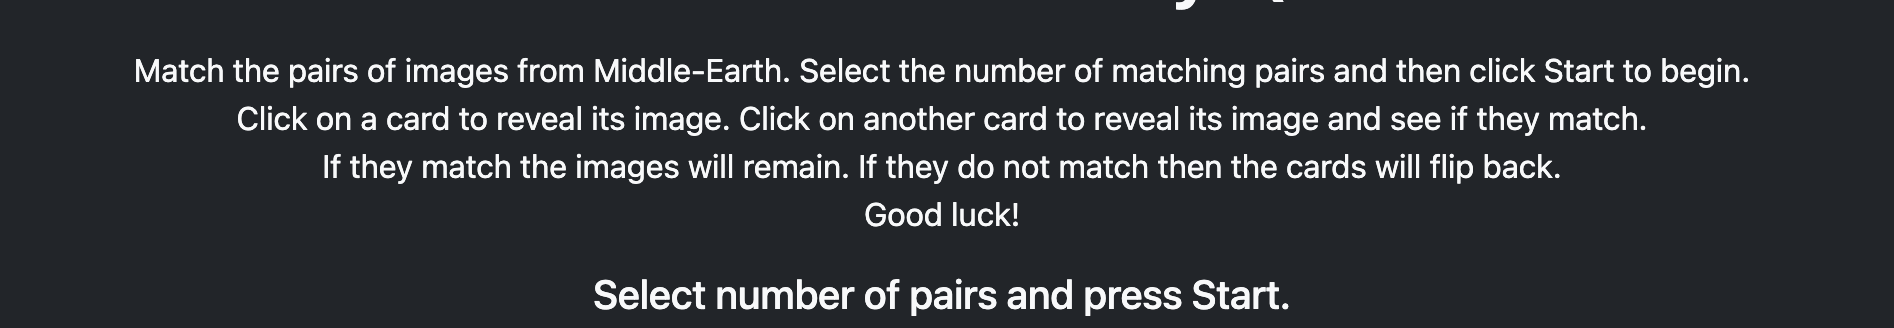 Match the pairs of images from Middle-Earth. Select the number of matching pairs and then click Start to begin.
Click on a card to reveal its image. Click on another card to reveal its image and see if they match.
If they match the images will remain. If they do not match then the cards will flip back.
Good luck!
Select number of pairs and press Start.